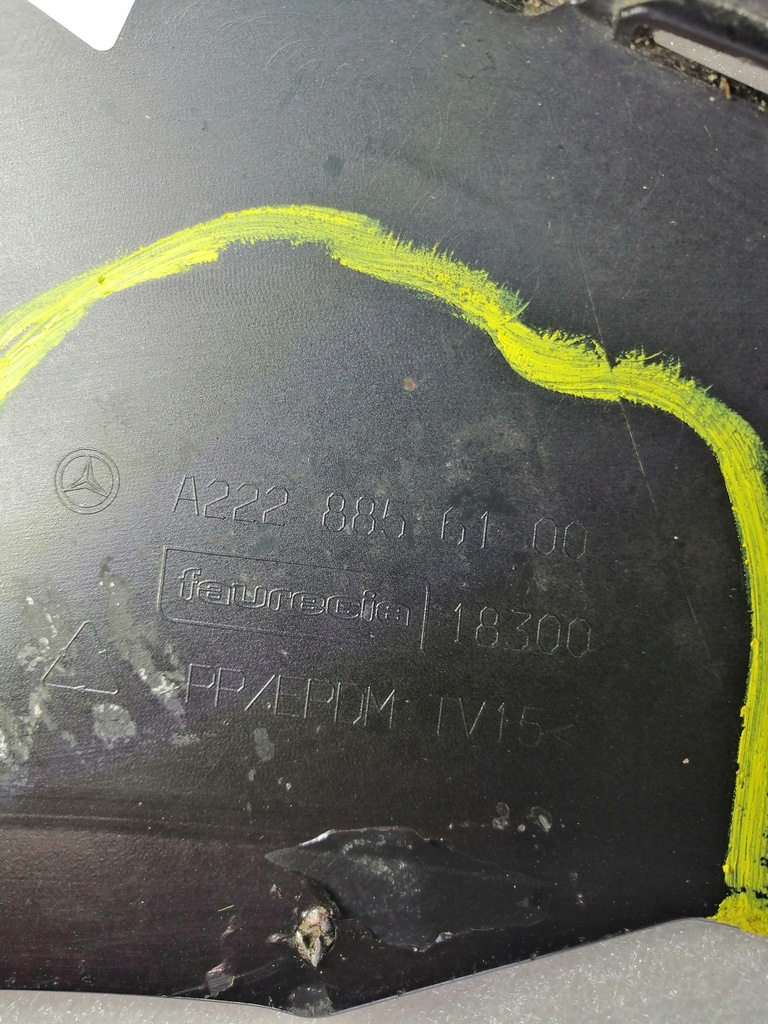 A222 885 61 00
faurecia 18300
>PP/EPDM TV15<